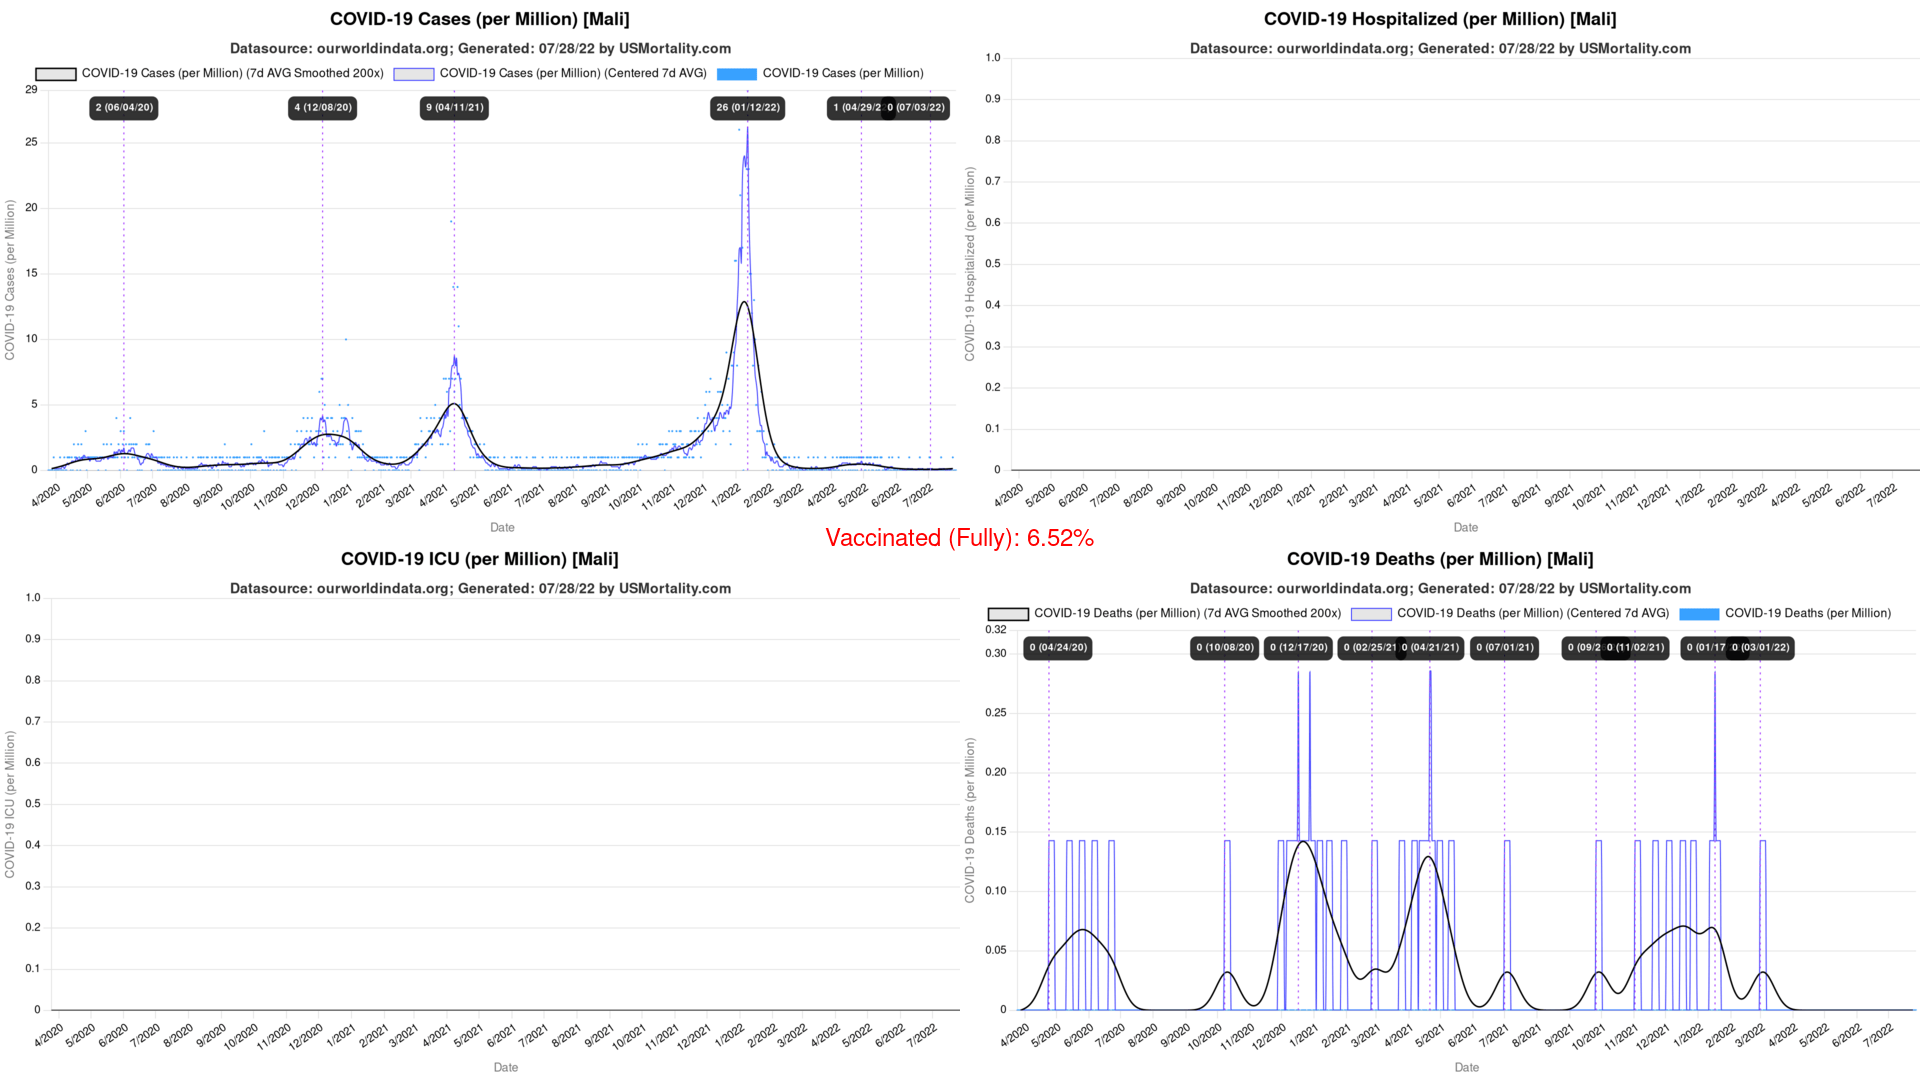 COVID-19 Cases (per Million) [Mali]
Datasource: ourworldindata.org; Generated: 07/28/22 by USMortality.com
COVID-19 Cases (per Million) (7d AVG Smoothed 200x) COVID-19 Cases (per Million) (Centered 7d AVG) COVID-19 Cases (per Million)
29
2 (06/04/20) 4 (12/08/20) 9 (04/11/21) 26 (01/12/22) 1 (04/29/2 0 (07/03/22)
25
20
15
10
5
0
COVID-19 Cases (per Million)
4/2020 5/2020 6/2020 7/2020 8/2020 9/2020 10/2020 11/2020 12/2020 1/2021 2/2021 3/2021 4/2021 5/2021 6/2021 7/2021 8/2021 9/2021 10/2021 11/2021 12/2021 1/2022 2/2022 3/2022 4/2022 5/2022 6/2022 7/2022
Date
COVID-19 Hospitalized (per Million) [Mali]
Datasource: ourworldindata.org; Generated: 07/28/22 by USMortality.com
1.0
0.9
0.8
0.7
0.6
0.5
0.4
0.3
0.2
0.1
0
COVID-19 Hospitalized (per Million)
4/2020 5/2020 6/2020 7/2020 8/2020 9/2020 10/2020 11/2020 12/2020 1/2021 2/2021 3/2021 4/2021 5/2021 6/2021 7/2021 8/2021 9/2021 10/2021 11/2021 12/2021 1/2022 2/2022 3/2022 4/2022 5/2022 6/2022 7/2022
Date
Vaccinated (Fully): 6.52%
COVID-19 ICU (per Million) [Mali]
Datasource: ourworldindata.org; Generated: 07/28/22 by USMortality.com
1.0
0.9
0.8
0.7
0.6
0.5
0.4
0.3
0.2
0.1
0
COVID-19 ICU (per Million)
4/2020 5/2020 6/2020 7/2020 8/2020 9/2020 10/2020 11/2020 12/2020 1/2021 2/2021 3/2021 4/2021 5/2021 6/2021 7/2021 8/2021 9/2021 10/2021 11/2021 12/2021 1/2022 2/2022 3/2022 4/2022 5/2022 6/2022 7/2022
Date
COVID-19 Deaths (per Million) [Mali]
Datasource: ourworldindata.org; Generated: 07/28/22 by USMortality.com
COVID-19 Deaths (per Million) (7d AVG Smoothed 200x) COVID-19 Deaths (per Million) (Centered 7d AVG) COVID-19 Deaths (per Million)
0.32
0 (04/24/20) 0 (10/08/20) 0 (12/17/20) 0 (02/25/21 0 (04/21/21) 0 (07/01/21) 0 (09/2 0 (11/02/21) 0 (01/17 0 (03/01/22)
0.30
0.25
0.20
0.15
0.10
0.05
0
COVID-19 Deaths (per Million)
4/2020 5/2020 6/2020 7/2020 8/2020 9/2020 10/2020 11/2020 12/2020 1/2021 2/2021 3/2021 4/2021 5/2021 6/2021 7/2021 8/2021 9/2021 10/2021 11/2021 12/2021 1/2022 2/2022 3/2022 4/2022 5/2022 6/2022 7/2022
Date